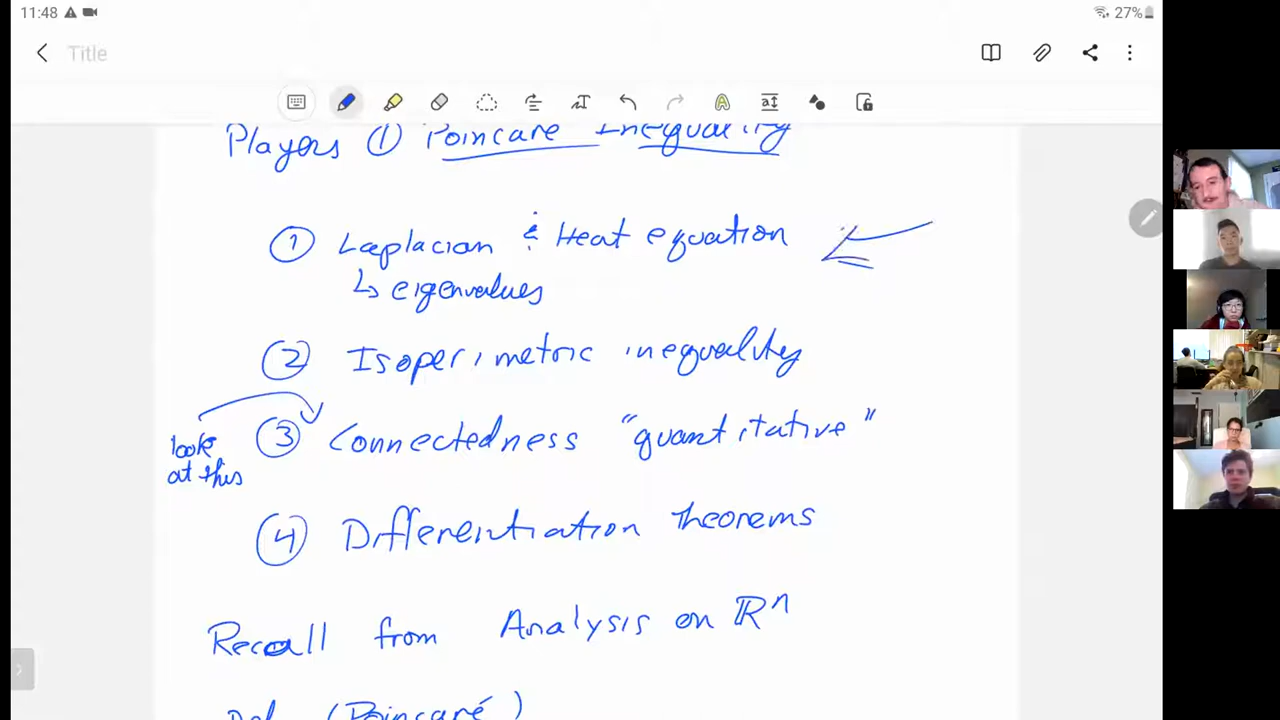 11:48
27%
Title
Players ① Poincare Inequality
① Laplacian & Heat equation
↳ eigenvalues
② Isoperimetric inequality
③ Connectedness "quantitative"
look
at this
④ Differentiation Theorems
Recall from Analysis on ℝⁿ
Def (Poincaré)